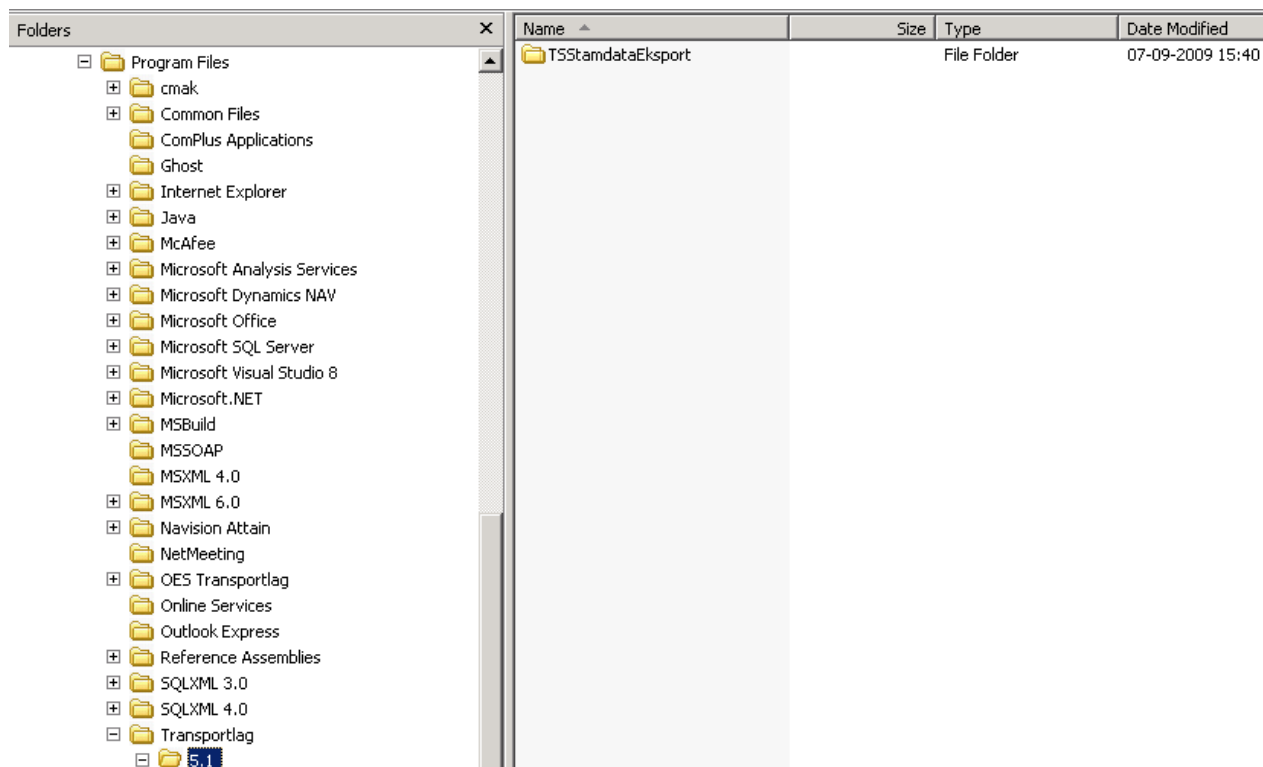 Folders
Program Files
cmak
Common Files
ComPlus Applications
Ghost
Internet Explorer
Java
McAfee
Microsoft Analysis Services
Microsoft Dynamics NAV
Microsoft Office
Microsoft SQL Server
Microsoft Visual Studio 8
Microsoft.NET
MSBuild
MSSOAP
MSXML 4.0
MSXML 6.0
Navision Attain
NetMeeting
OES Transportlag
Online Services
Outlook Express
Reference Assemblies
SQLXML 3.0
SQLXML 4.0
Transportlag
5.1
Name Size Type Date Modified
TSStamdataEksport File Folder 07-09-2009 15:40